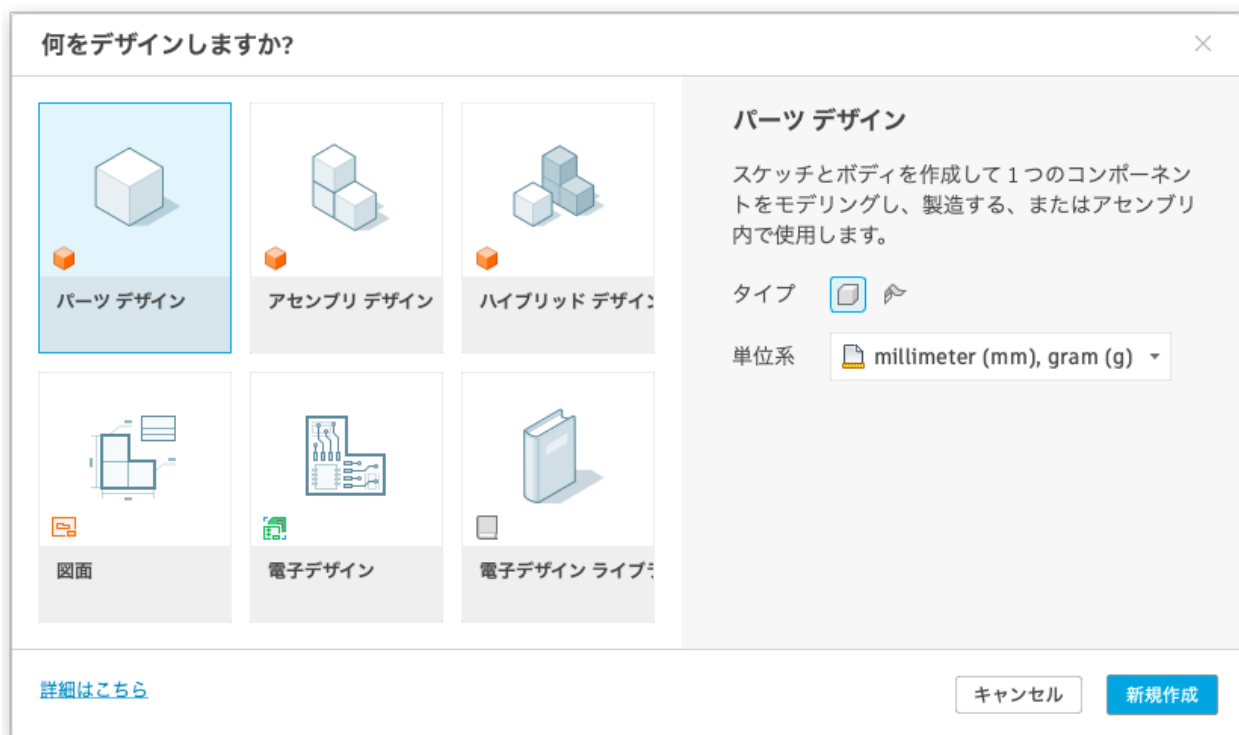 何をデザインしますか?
パーツ デザイン
アセンブリ デザイン
ハイブリッド デザイ
図面
電子デザイン
電子デザイン ライブ
パーツ デザイン
スケッチとボディを作成して 1 つのコンポーネン
トをモデリングし、製造する、またはアセンブリ
内で使用します。
タイプ
単位系
millimeter (mm), gram (g)
詳細はこちら
キャンセル
新規作成